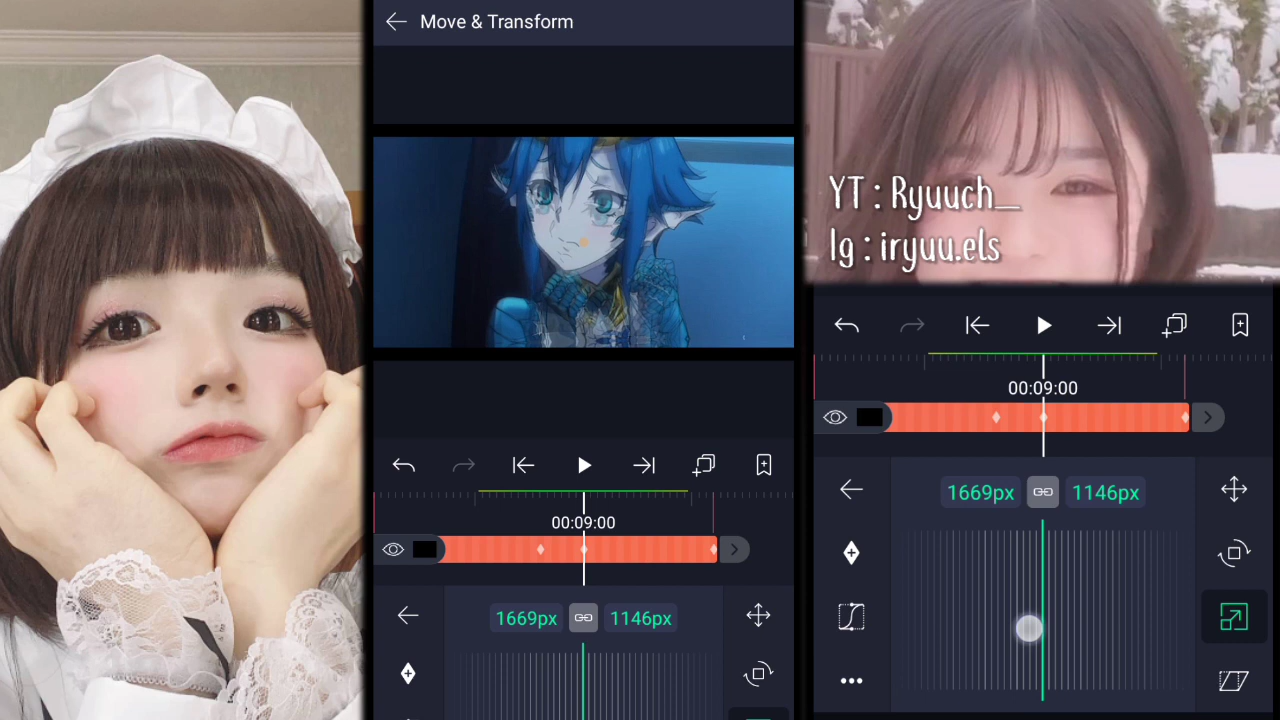 Move & Transform
00:09:00
1669px
1146px
YT : Ryuuch_
Ig : iryuu.els
00:09:00
1669px
1146px